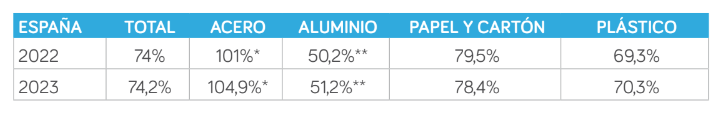 ESPAÑA TOTAL ACERO ALUMINIO PAPEL Y CARTÓN PLÁSTICO
2022 74% 101%* 50,2%** 79,5% 69,3%
2023 74,2% 104,9%* 51,2%** 78,4% 70,3%